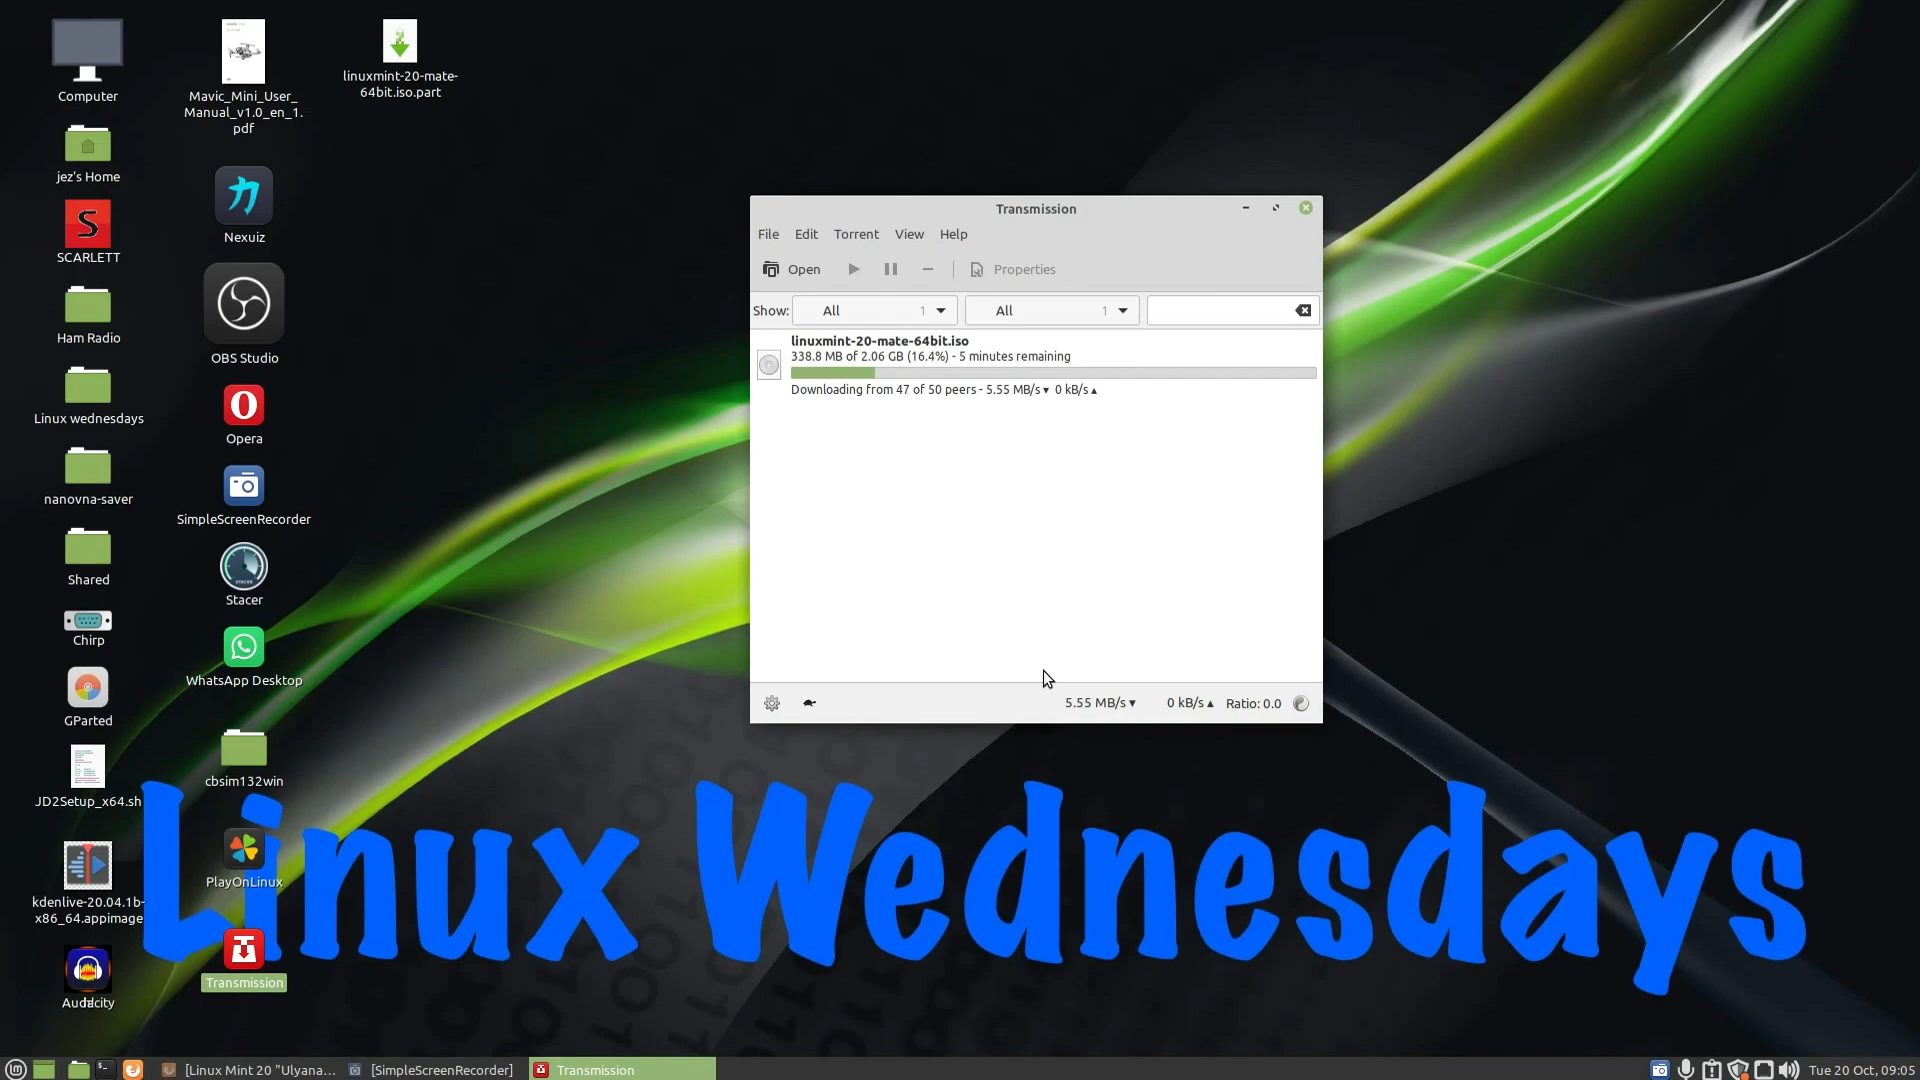 Computer
jez's Home
S
SCARLETT
Ham Radio
Linux wednesdays
nanovna-saver
Shared
Chirp
GParted
JD2Setup_x64.sh
kdenlive-20.04.1b-
x86_64.appimage
Audacity
Mavic_Mini_User_
Manual_v1.0_en_1.
pdf
カ
Nexuiz
OBS Studio
Opera
SimpleScreenRecorder
STACER
Stacer
WhatsApp Desktop
cbsim132win
PlayOnLinux
Transmission
linuxmint-20-mate-
64bit.iso.part
Transmission
File Edit Torrent View Help
Open Properties
Show: All 1 All 1
linuxmint-20-mate-64bit.iso
338.8 MB of 2.06 GB (16.4%) - 5 minutes remaining
Downloading from 47 of 50 peers - 5.55 MB/s▾ 0 kB/s▴
5.55 MB/s▾ 0 kB/s▴ Ratio: 0.0
Linux Wednesdays
[Linux Mint 20 "Ulyana... [SimpleScreenRecorder] Transmission Tue 20 Oct, 09:05